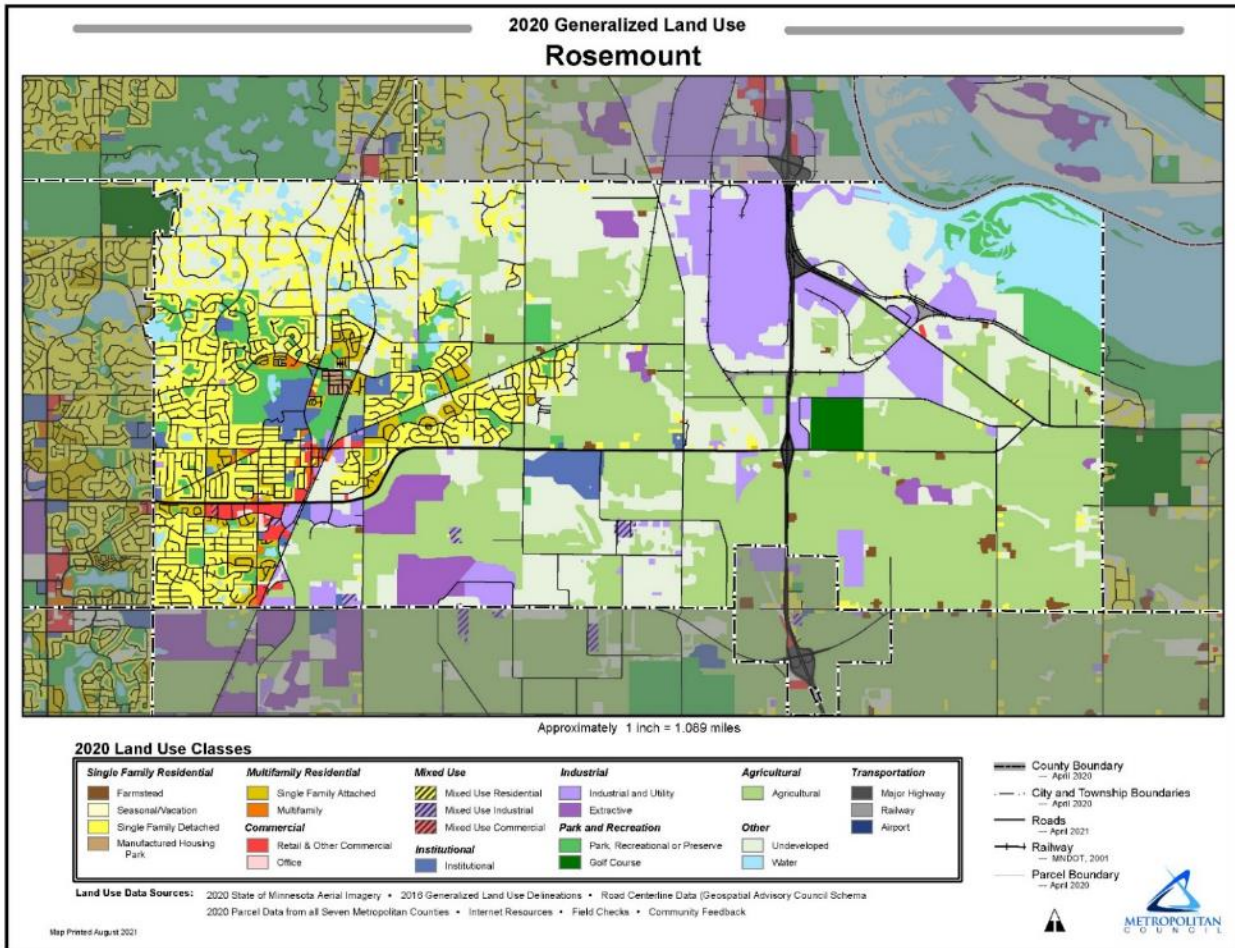 2020 Generalized Land Use
Rosemount
Approximately 1 inch = 1.089 miles
2020 Land Use Classes
Single Family Residential
Farmstead
Seasonal/Vacation
Single Family Detached
Manufactured Housing
Park
Multifamily Residential
Single Family Attached
Multifamily
Commercial
Retail & Other Commercial
Office
Mixed Use
Mixed Use Residential
Mixed Use Industrial
Mixed Use Commercial
Institutional
Institutional
Industrial
Industrial and Utility
Extractive
Park and Recreation
Park, Recreational or Preserve
Golf Course
Agricultural
Agricultural
Other
Undeveloped
Water
Transportation
Major Highway
Railway
Airport
County Boundary
— April 2020
City and Township Boundaries
— April 2020
Roads
— April 2021
Railway
— MNDOT, 2001
Parcel Boundary
— April 2020
Land Use Data Sources: 2020 State of Minnesota Aerial Imagery • 2016 Generalized Land Use Delineations • Road Centerline Data (Geospatial Advisory Council Schema
2020 Parcel Data from all Seven Metropolitan Counties • Internet Resources • Field Checks • Community Feedback
Map Printed August 2021
METROPOLITAN
COUNCIL